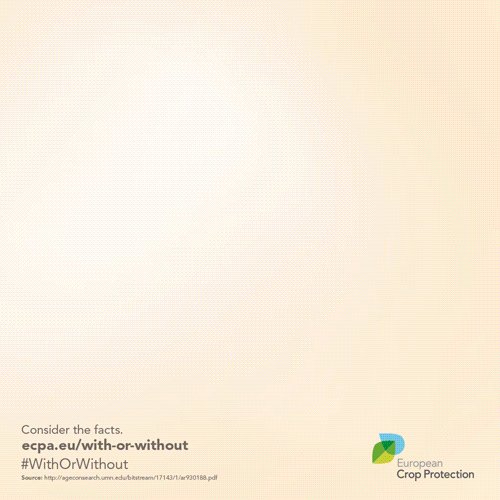 Consider the facts.
ecpa.eu/with-or-without
#WithOrWithout
Source: http://ageconsearch.umn.edu/bitstream/17143/1/ar920188.pdf
European
Crop Protection